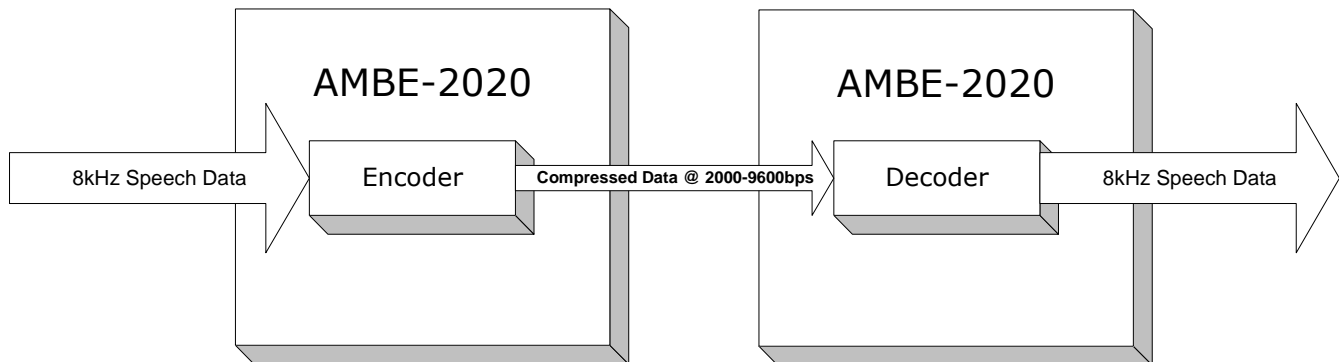 AMBE-2020
AMBE-2020
8kHz Speech Data
Encoder
Compressed Data @ 2000-9600bps
Decoder
8kHz Speech Data